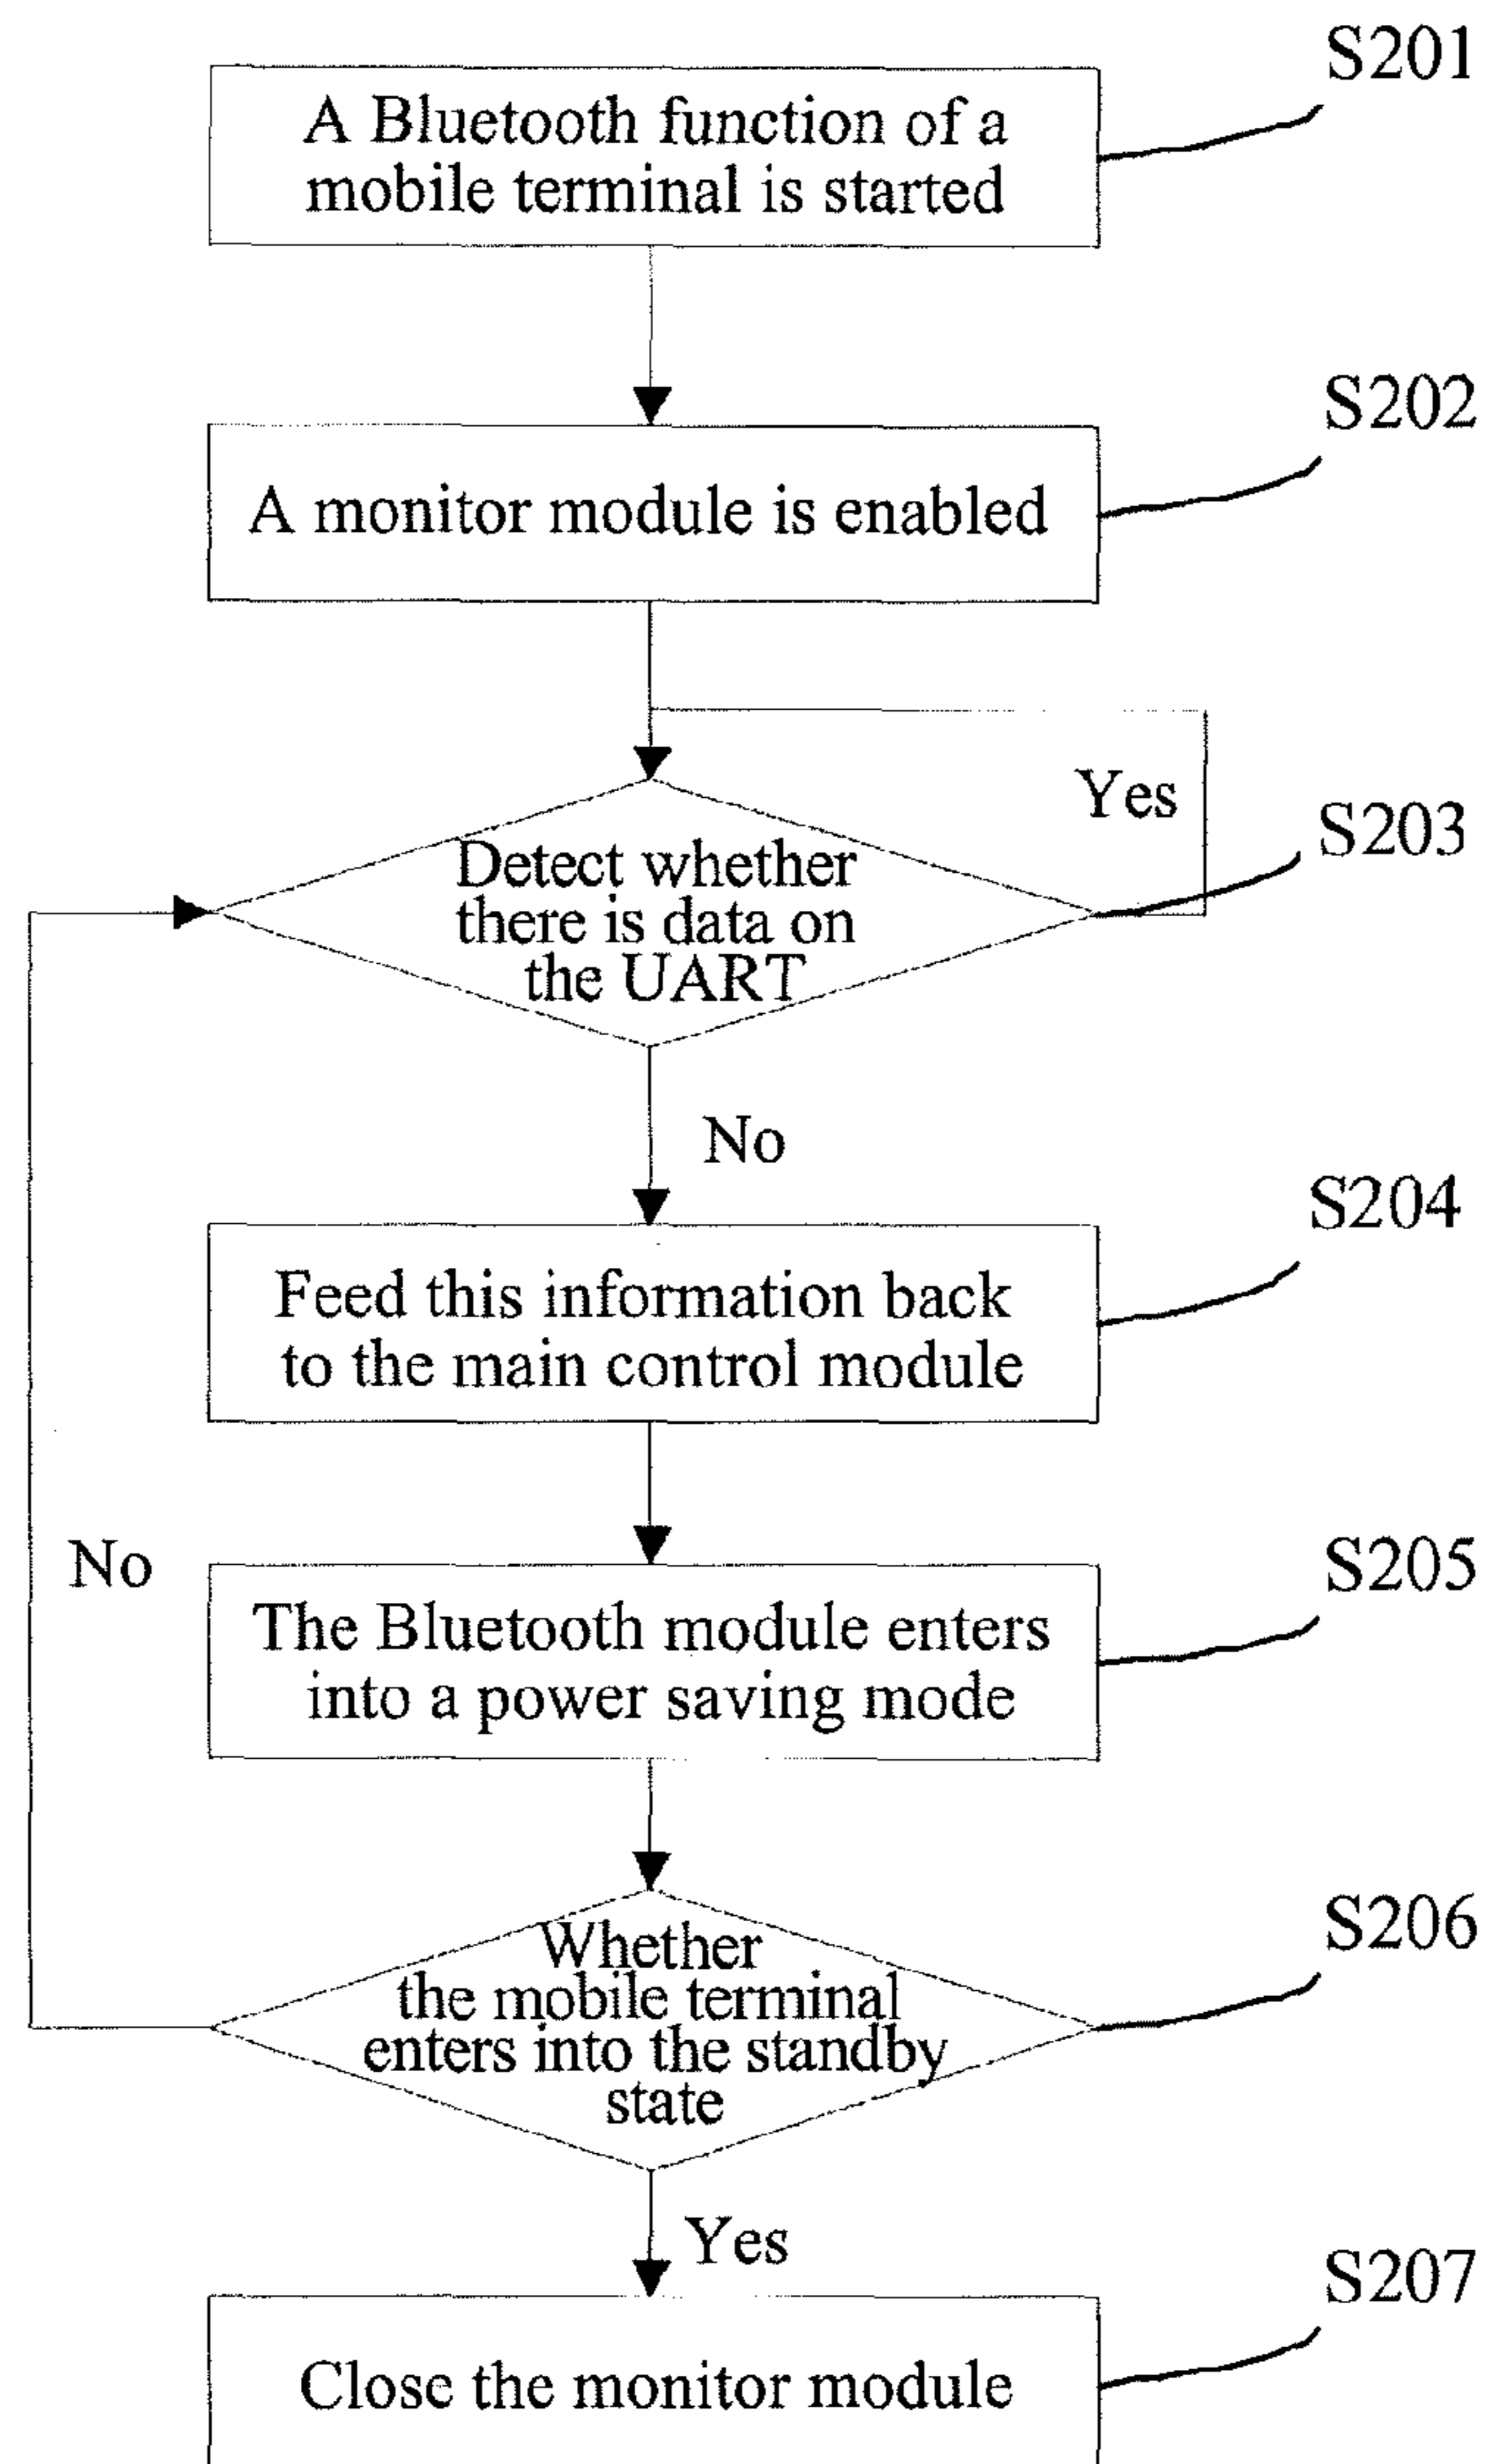 S201
A Bluetooth function of a
mobile terminal is started
S202
A monitor module is enabled
Yes
S203
Detect whether
there is data on
the UART
No
S204
Feed this information back
to the main control module
S205
No
The Bluetooth module enters
into a power saving mode
S206
Whether
the mobile terminal
enters into the standby
state
Yes
S207
Close the monitor module